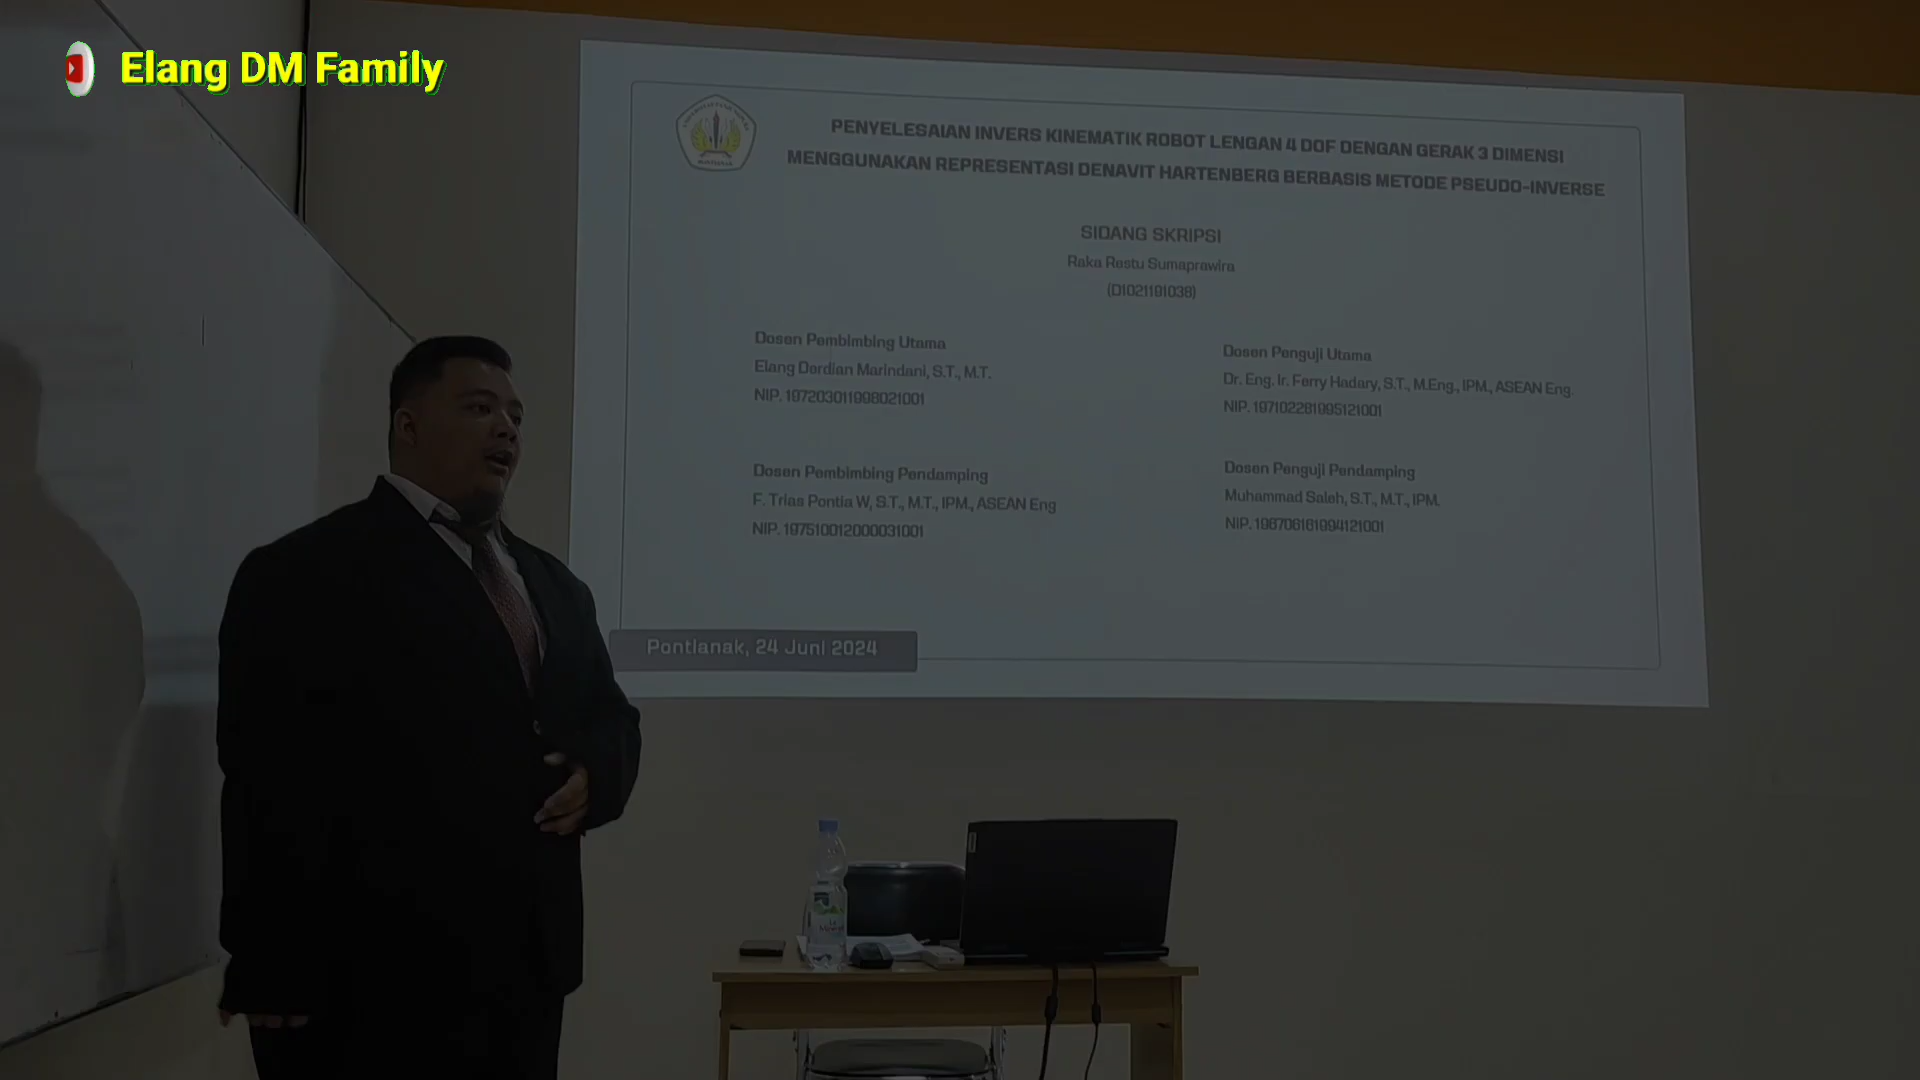 Elang DM Family
PENYELESAIAN INVERS KINEMATIK ROBOT LENGAN 4 DOF DENGAN GERAK 3 DIMENSI
MENGGUNAKAN REPRESENTASI DENAVIT HARTENBERG BERBASIS METODE PSEUDO-INVERSE
SIDANG SKRIPSI
Raka Restu Sumaprawira
(D1021191038)
Dosen Pembimbing Utama
Elang Derdian Marindani, S.T., M.T.
NIP. 197203011998021001
Dosen Penguji Utama
Dr. Eng. Ir. Ferry Hadary, S.T., M.Eng., IPM., ASEAN Eng.
NIP. 197102281995121001
Dosen Pembimbing Pendamping
F. Trias Pontia W, S.T., M.T., IPM., ASEAN Eng
NIP. 197510012000031001
Dosen Penguji Pendamping
Muhammad Saleh, S.T., M.T., IPM.
NIP. 196706161994121001
Pontianak, 24 Juni 2024